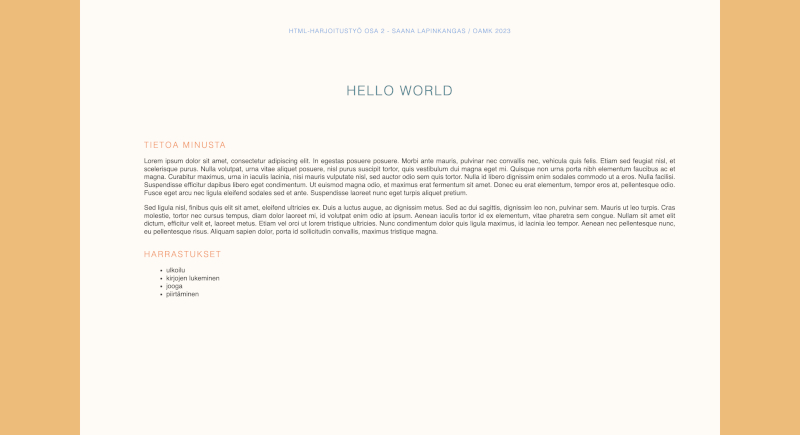 HTML-HARJOITUSTYÖ OSA 2 - SAANA LAPINKANGAS / OAMK 2023
HELLO WORLD
TIETOA MINUSTA
Lorem ipsum dolor sit amet, consectetur adipiscing elit. In egestas posuere posuere. Morbi ante mauris, pulvinar nec convallis nec, vehicula quis felis. Etiam sed feugiat nisl, et
scelerisque purus. Nulla volutpat, urna vitae aliquet posuere, nisl purus suscipit tortor, quis vestibulum dui magna eget mi. Quisque non urna porta nibh elementum faucibus ac et
magna. Curabitur maximus, urna in iaculis lacinia, nisi mauris vulputate nisl, sed auctor odio sem quis tortor. Nulla id libero dignissim enim sodales commodo ut a eros. Nulla facilisi.
Suspendisse efficitur dapibus libero eget condimentum. Ut euismod magna odio, et maximus erat fermentum sit amet. Donec eu erat elementum, tempor eros at, pellentesque odio.
Fusce eget arcu nec ligula eleifend sodales sed et ante. Suspendisse laoreet nunc eget turpis aliquet pretium.
Sed ligula nisl, finibus quis elit sit amet, eleifend ultricies ex. Duis a luctus augue, ac dignissim metus. Sed ac dui sagittis, dignissim leo non, pulvinar sem. Mauris ut leo turpis. Cras
molestie, tortor nec cursus tempus, diam dolor laoreet mi, id volutpat enim odio at ipsum. Aenean iaculis tortor id ex elementum, vitae pharetra sem congue. Nullam sit amet elit
dictum, efficitur velit et, laoreet metus. Etiam vel orci ut lorem tristique ultricies. Nunc condimentum dolor quis ligula maximus, id lacinia leo tempor. Aenean nec pellentesque nunc,
eu pellentesque risus. Aliquam sapien dolor, porta id sollicitudin convallis, maximus tristique magna.
HARRASTUKSET
• ulkoilu
• kirjojen lukeminen
• jooga
• piirtäminen